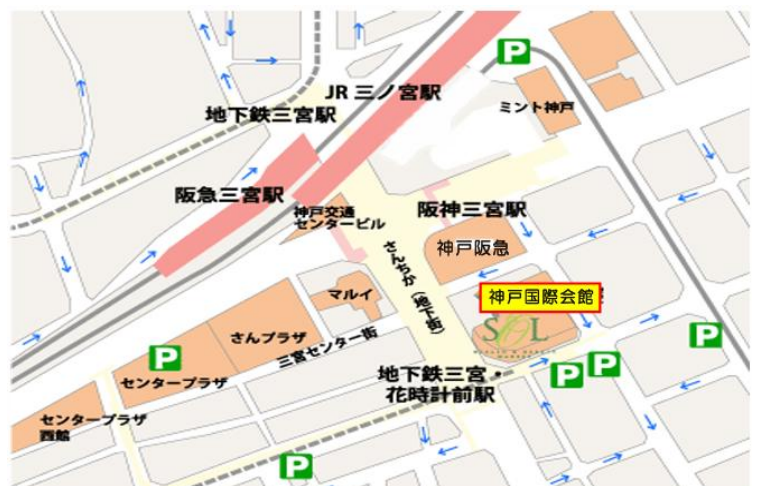 P
JR 三ノ宮駅
地下鉄三宮駅
ミント神戸
阪急三宮駅
神戸交通
センタービル
阪神三宮駅
神戸阪急
さんちか(地下街)
マルイ
神戸国際会館
SOL
さんプラザ
三宮センター街
P
P
センタープラザ
地下鉄三宮・
花時計前駅
P
P
センタープラザ
西館
P